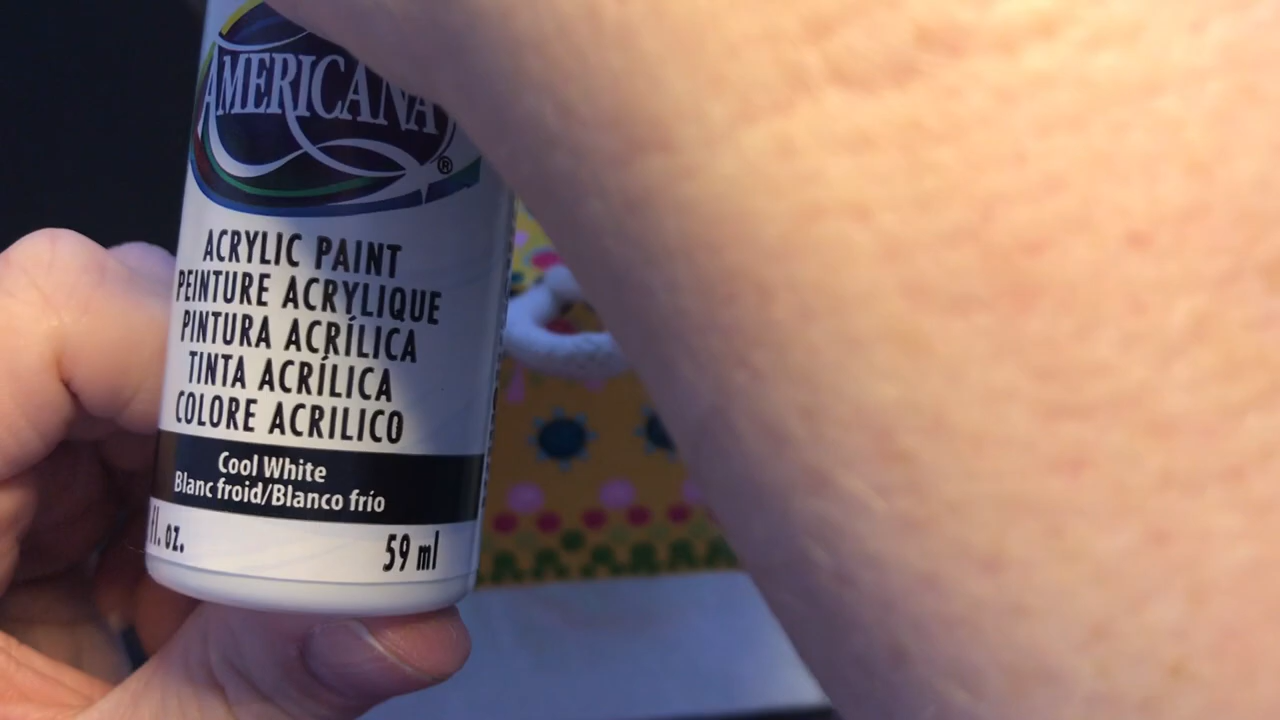 AMERICANA
®
ACRYLIC PAINT
PEINTURE ACRYLIQUE
PINTURA ACRÍLICA
TINTA ACRÍLICA
COLORE ACRILICO
Cool White
Blanc froid/Blanco frío
fl. oz. 59 ml